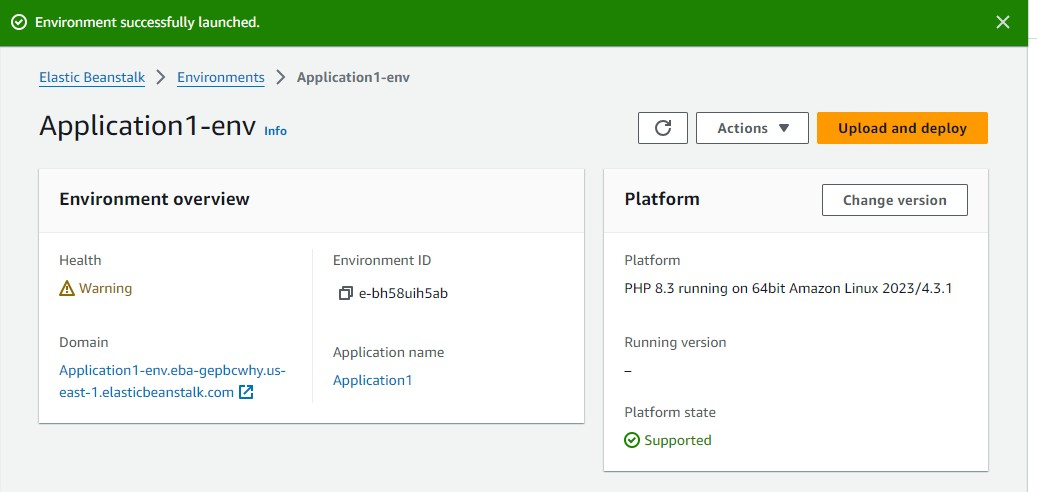 Environment successfully launched.
Elastic Beanstalk > Environments > Application1-env
Application1-env Info
Actions
Upload and deploy
Environment overview
Health
Warning
Domain
Application1-env.eba-gepbcwhy.us-
east-1.elasticbeanstalk.com
Environment ID
e-bh58uih5ab
Application name
Application1
Platform
Change version
Platform
PHP 8.3 running on 64bit Amazon Linux 2023/4.3.1
Running version
–
Platform state
Supported